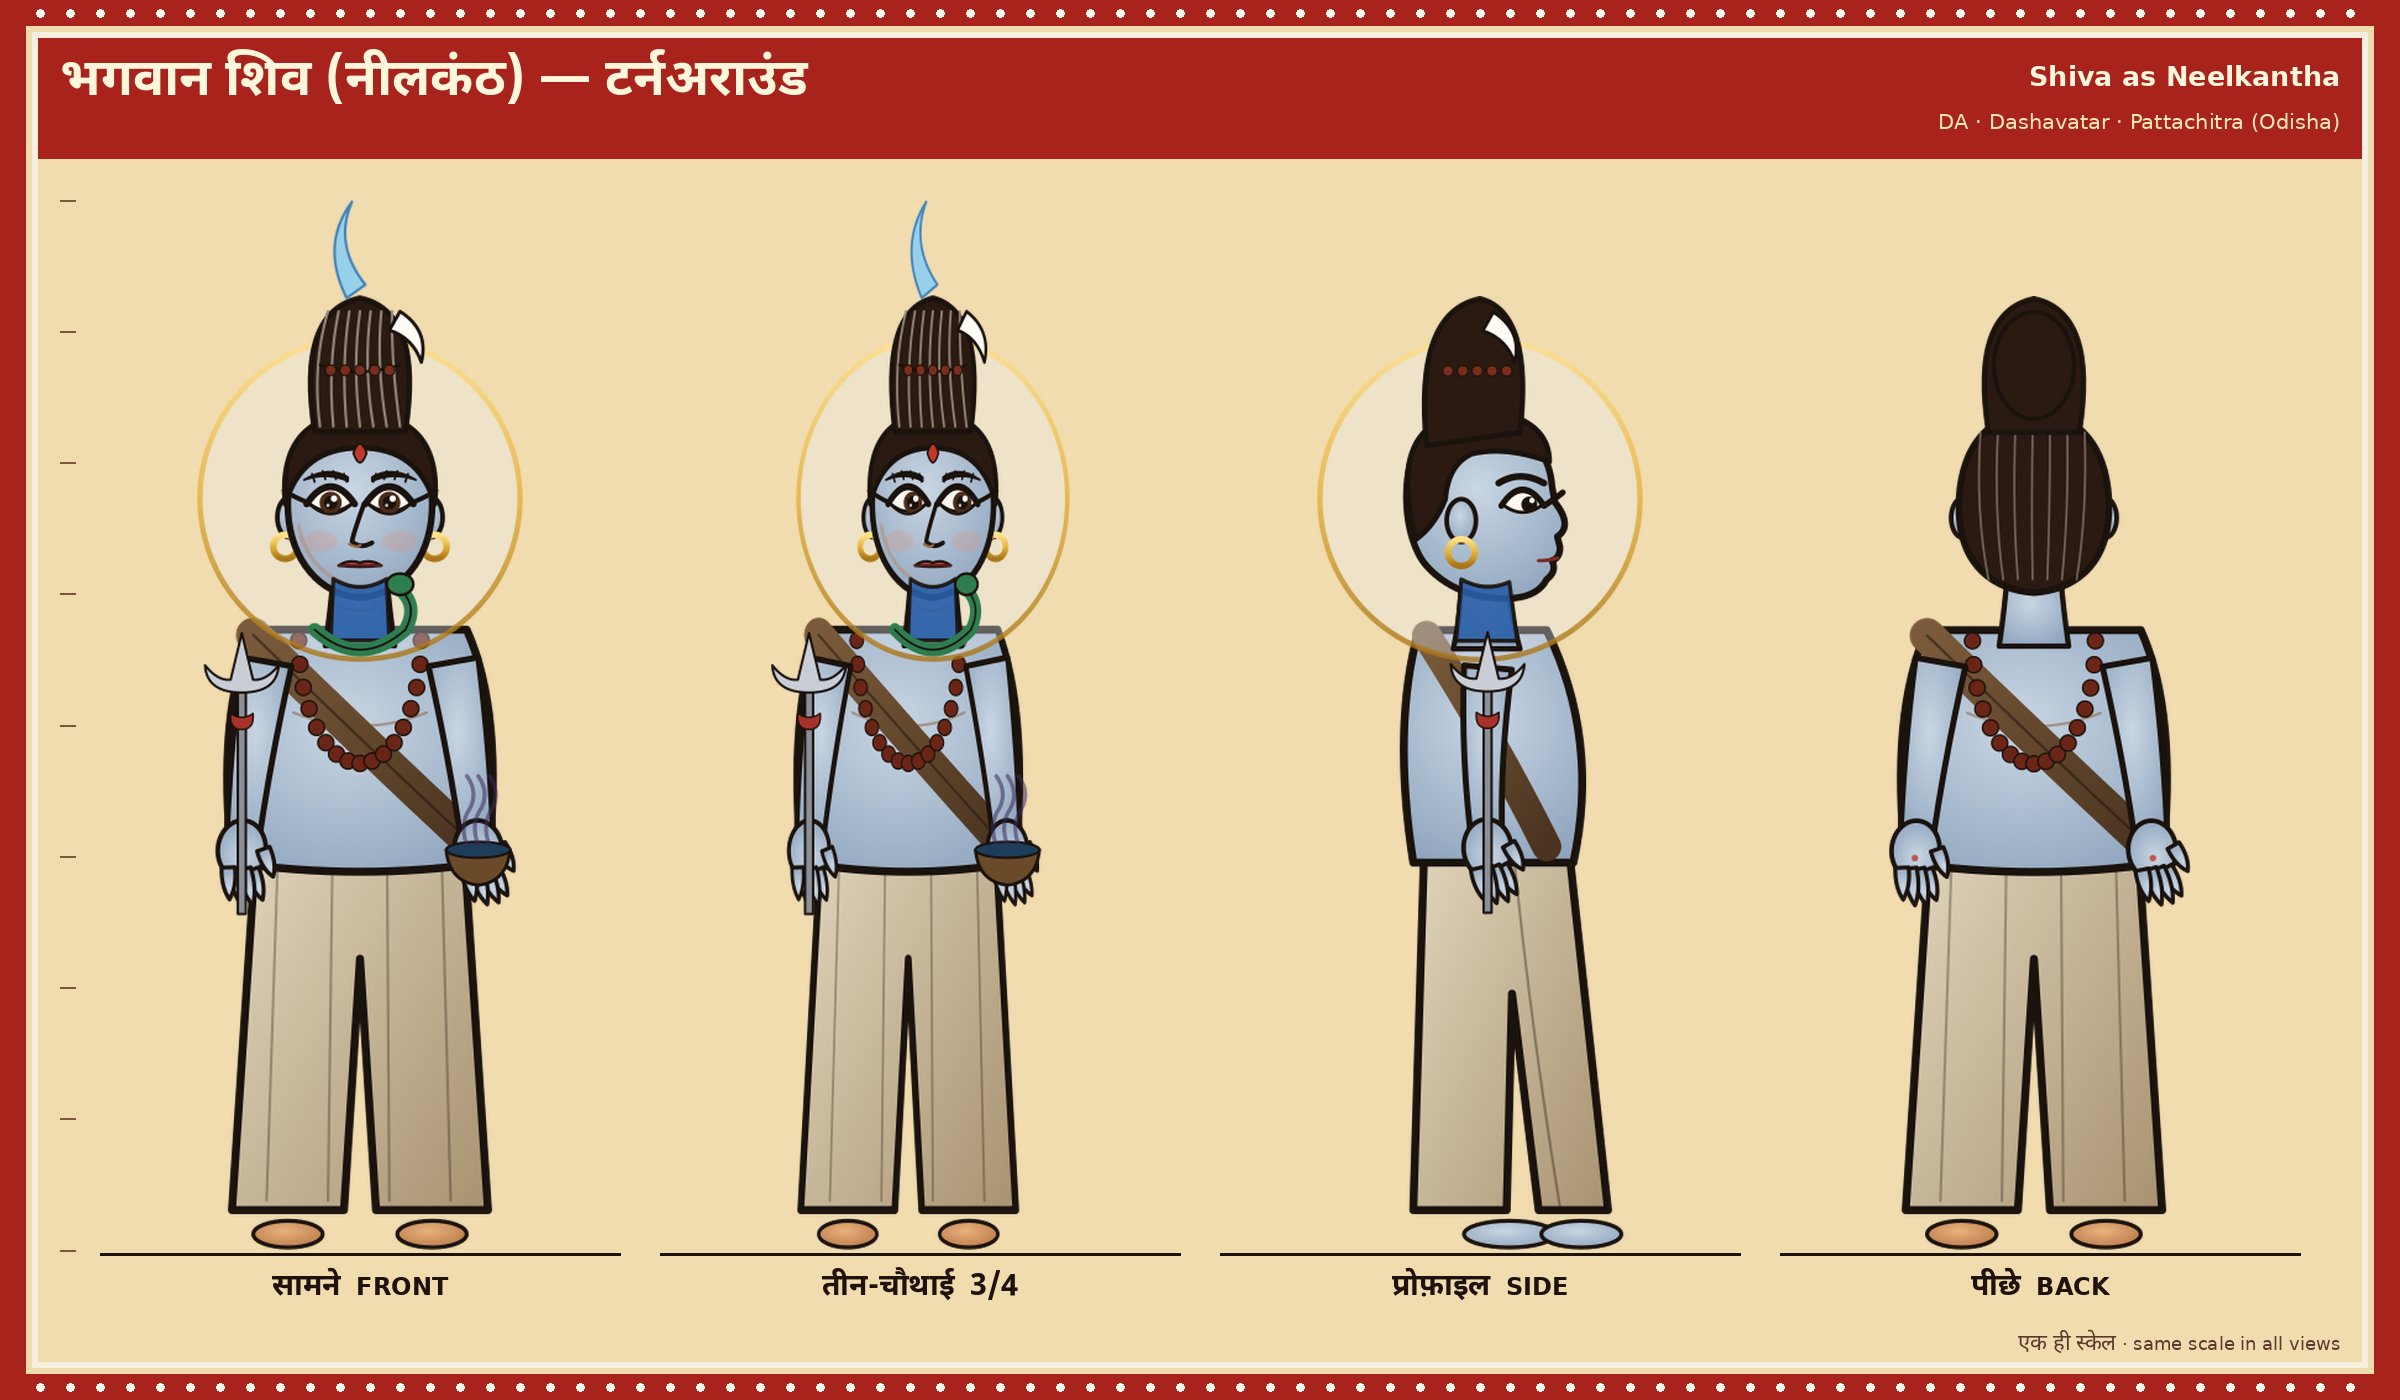 भगवान शिव (नीलकंठ) — टर्नअराउंड
Shiva as Neelkantha
DA · Dashavatar · Pattachitra (Odisha)
सामने FRONT
तीन-चौथाई 3/4
प्रोफ़ाइल SIDE
पीछे BACK
एक ही स्केल · same scale in all views